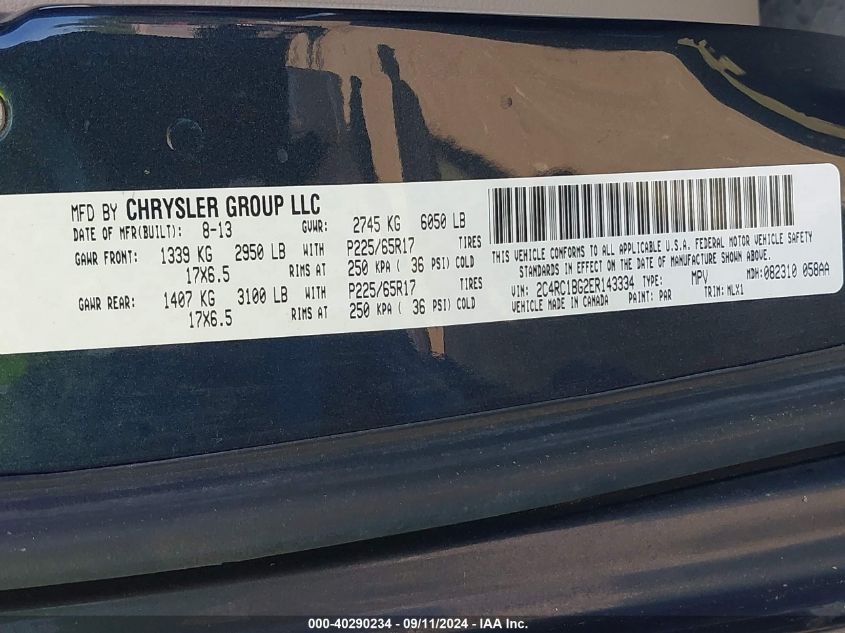 MFD BY CHRYSLER GROUP LLC
DATE OF MFR(BUILT): 8-13 GVWR: 2745 KG 6050 LB
GAWR FRONT: 1339 KG 2950 LB WITH P225/65R17 TIRES
17X6.5 RIMS AT 250 KPA( 36 PSI) COLD
GAWR REAR: 1407 KG 3100 LB WITH P225/65R17 TIRES
17X6.5 RIMS AT 250 KPA( 36 PSI) COLD
THIS VEHICLE CONFORMS TO ALL APPLICABLE U.S.A. FEDERAL MOTOR VEHICLE SAFETY
STANDARDS IN EFFECT ON THE DATE OF MANUFACTURE SHOWN ABOVE.
VIN: 2C4RC1BG2ER143334 TYPE: MPV MDH:082310 058AA
VEHICLE MADE IN CANADA PAINT: PAR TRIM: MLX1
000-40290234 - 09/11/2024 - IAA Inc.